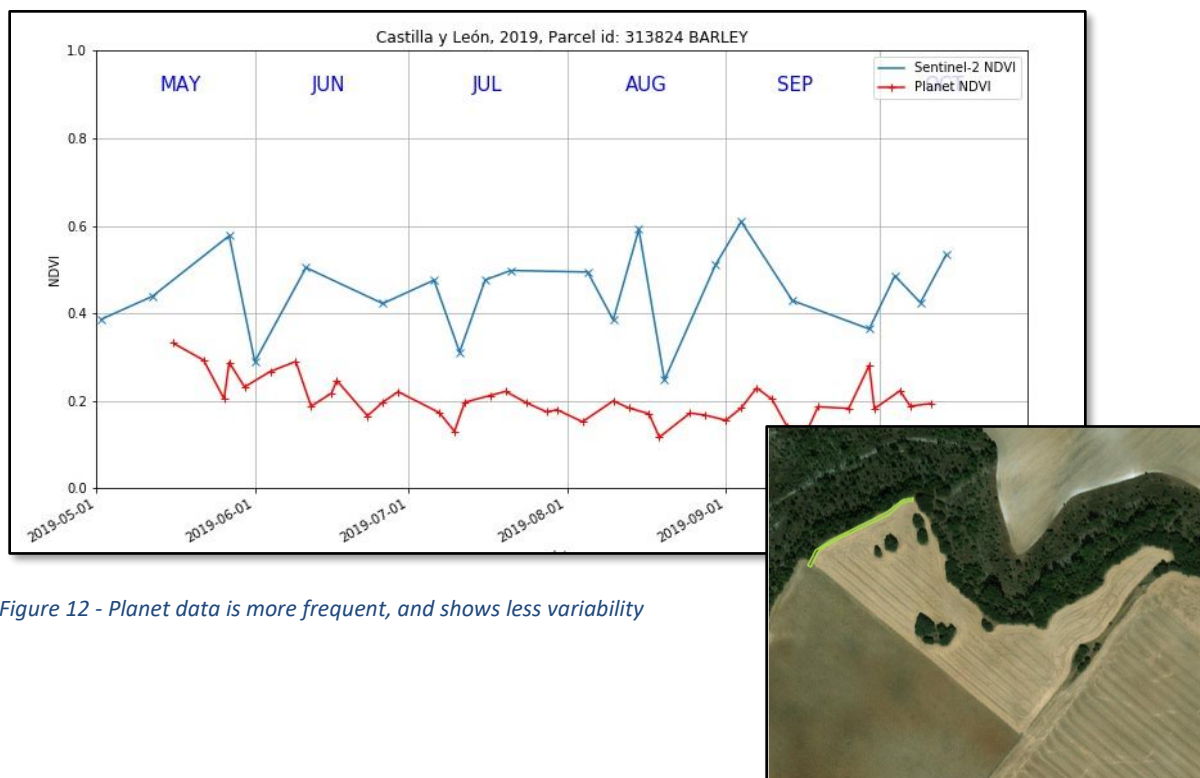 Castilla y León, 2019, Parcel id: 313824 BARLEY
1.0
MAY
JUN
JUL
AUG
SEP
OCT
Sentinel-2 NDVI
Planet NDVI
0.8
0.6
NDVI
0.4
0.2
0.0
2019-05-01
2019-06-01
2019-07-01
2019-08-01
2019-09-01
Figure 12 - Planet data is more frequent, and shows less variability